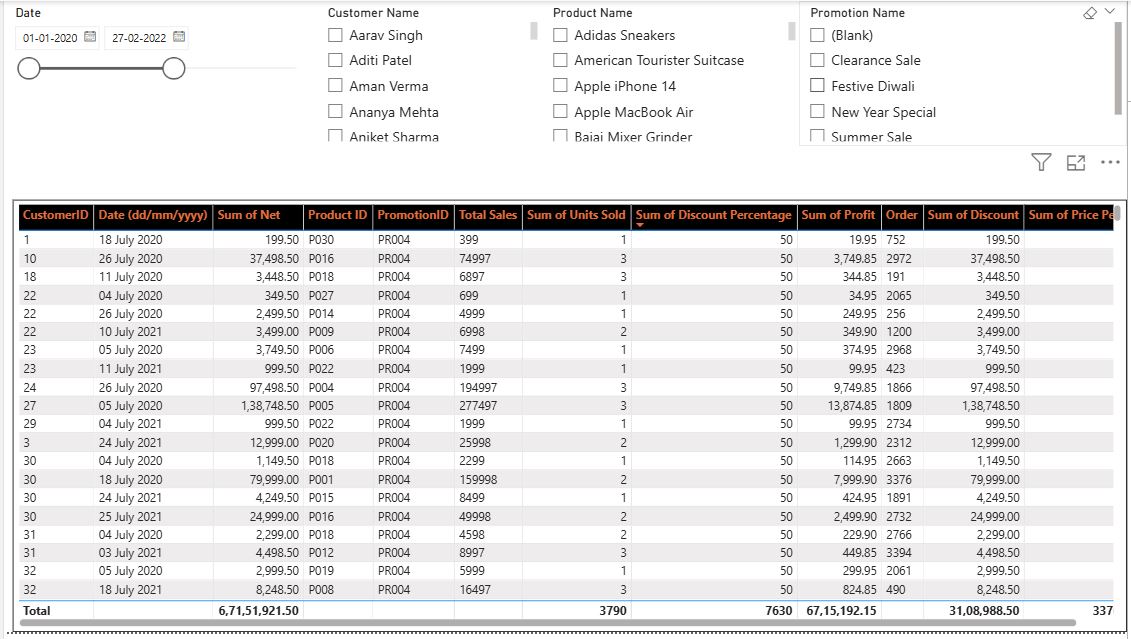 Date
01-01-2020 27-02-2022
Customer Name
Aarav Singh
Aditi Patel
Aman Verma
Ananya Mehta
Aniket Sharma
Product Name
Adidas Sneakers
American Tourister Suitcase
Apple iPhone 14
Apple MacBook Air
Bajaj Mixer Grinder
Promotion Name
(Blank)
Clearance Sale
Festive Diwali
New Year Special
Summer Sale
CustomerID Date (dd/mm/yyyy) Sum of Net Product ID PromotionID Total Sales Sum of Units Sold Sum of Discount Percentage Sum of Profit Order Sum of Discount Sum of Price Pe
1 18 July 2020 199.50 P030 PR004 399 1 50 19.95 752 199.50
10 26 July 2020 37,498.50 P016 PR004 74997 3 50 3,749.85 2972 37,498.50
18 11 July 2020 3,448.50 P018 PR004 6897 3 50 344.85 191 3,448.50
22 04 July 2020 349.50 P027 PR004 699 1 50 34.95 2065 349.50
22 26 July 2020 2,499.50 P014 PR004 4999 1 50 249.95 256 2,499.50
22 10 July 2021 3,499.00 P009 PR004 6998 2 50 349.90 1200 3,499.00
23 05 July 2020 3,749.50 P006 PR004 7499 1 50 374.95 2968 3,749.50
23 11 July 2021 999.50 P022 PR004 1999 1 50 99.95 423 999.50
24 26 July 2020 97,498.50 P004 PR004 194997 3 50 9,749.85 1866 97,498.50
27 05 July 2020 1,38,748.50 P005 PR004 277497 3 50 13,874.85 1809 1,38,748.50
29 04 July 2021 999.50 P022 PR004 1999 1 50 99.95 2734 999.50
3 24 July 2021 12,999.00 P020 PR004 25998 2 50 1,299.90 2312 12,999.00
30 04 July 2020 1,149.50 P018 PR004 2299 1 50 114.95 2663 1,149.50
30 18 July 2020 79,999.00 P001 PR004 159998 2 50 7,999.90 3376 79,999.00
30 24 July 2021 4,249.50 P015 PR004 8499 1 50 424.95 1891 4,249.50
30 25 July 2021 24,999.00 P016 PR004 49998 2 50 2,499.90 2732 24,999.00
31 04 July 2020 2,299.00 P018 PR004 4598 2 50 229.90 2766 2,299.00
31 03 July 2021 4,498.50 P012 PR004 8997 3 50 449.85 3394 4,498.50
32 05 July 2020 2,999.50 P019 PR004 5999 1 50 299.95 2061 2,999.50
32 18 July 2021 8,248.50 P008 PR004 16497 3 50 824.85 490 8,248.50
Total 6,71,51,921.50 3790 7630 67,15,192.15 31,08,988.50 337